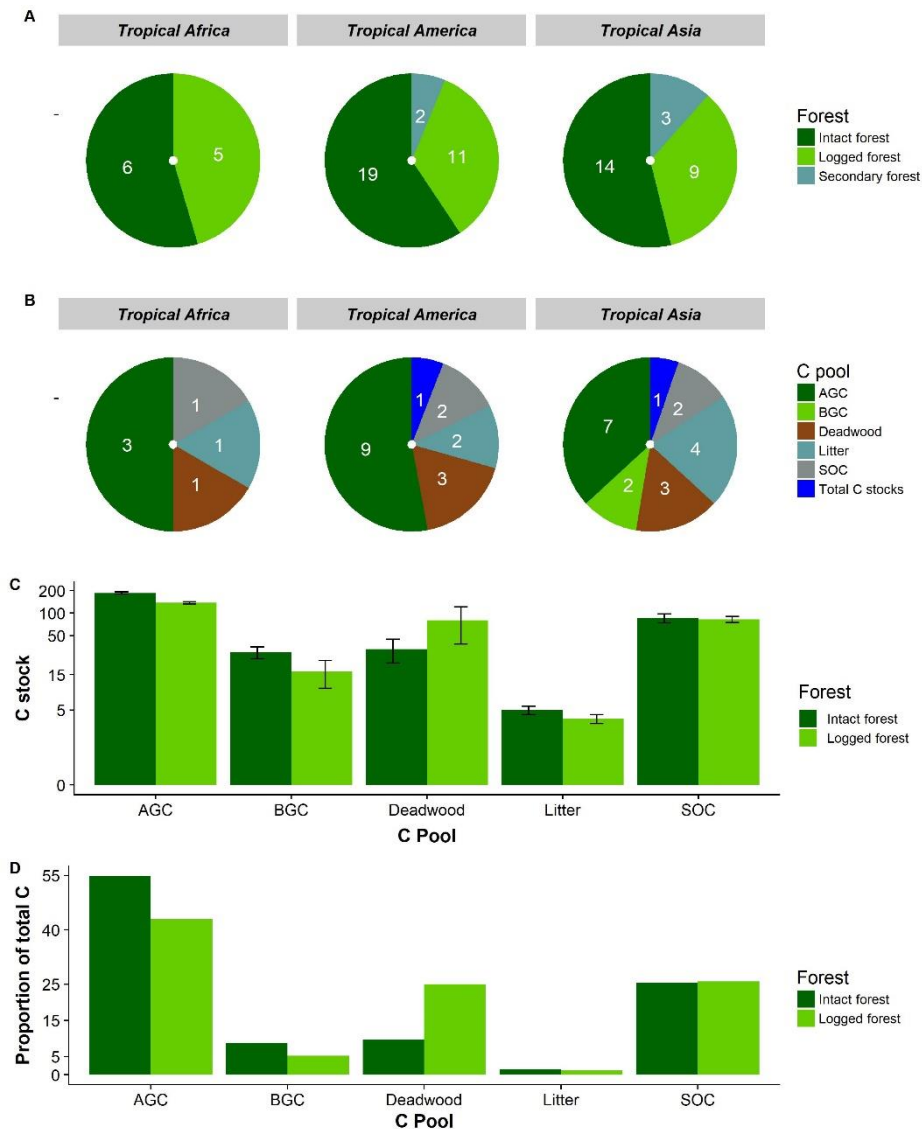 A
Tropical Africa
Tropical America
Tropical Asia
-
6
5
19
2
11
14
3
9
Forest
Intact forest
Logged forest
Secondary forest
B
Tropical Africa
Tropical America
Tropical Asia
-
3
1
1
1
9
1
2
2
3
7
1
2
4
3
2
C pool
AGC
BGC
Deadwood
Litter
SOC
Total C stocks
C
C stock
200
100
50
15
5
0
AGC
BGC
Deadwood
Litter
SOC
C Pool
Forest
Intact forest
Logged forest
D
Proportion of total C
55
40
25
15
5
0
AGC
BGC
Deadwood
Litter
SOC
C Pool
Forest
Intact forest
Logged forest